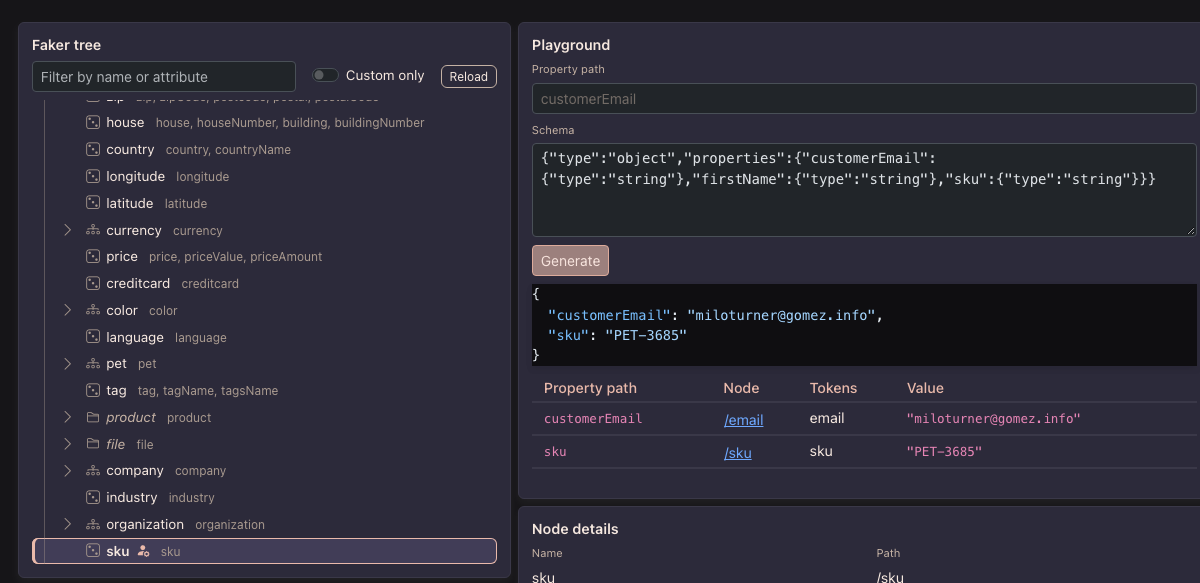 Faker tree
Filter by name or attribute
Custom only
Reload
house house, houseNumber, building, buildingNumber
country country, countryName
longitude longitude
latitude latitude
currency currency
price price, priceValue, priceAmount
creditcard creditcard
color color
language language
pet pet
tag tag, tagName, tagsName
product product
file file
company company
industry industry
organization organization
sku sku
Playground
Property path
customerEmail
Schema
{"type":"object","properties":{"customerEmail":
{"type":"string"},"firstName":{"type":"string"},"sku":{"type":"string"}}}
Generate
{
"customerEmail": "miloturner@gomez.info",
"sku": "PET-3685"
}
Property path Node Tokens Value
customerEmail /email email "miloturner@gomez.info"
sku /sku sku "PET-3685"
Node details
Name Path
sku /sku